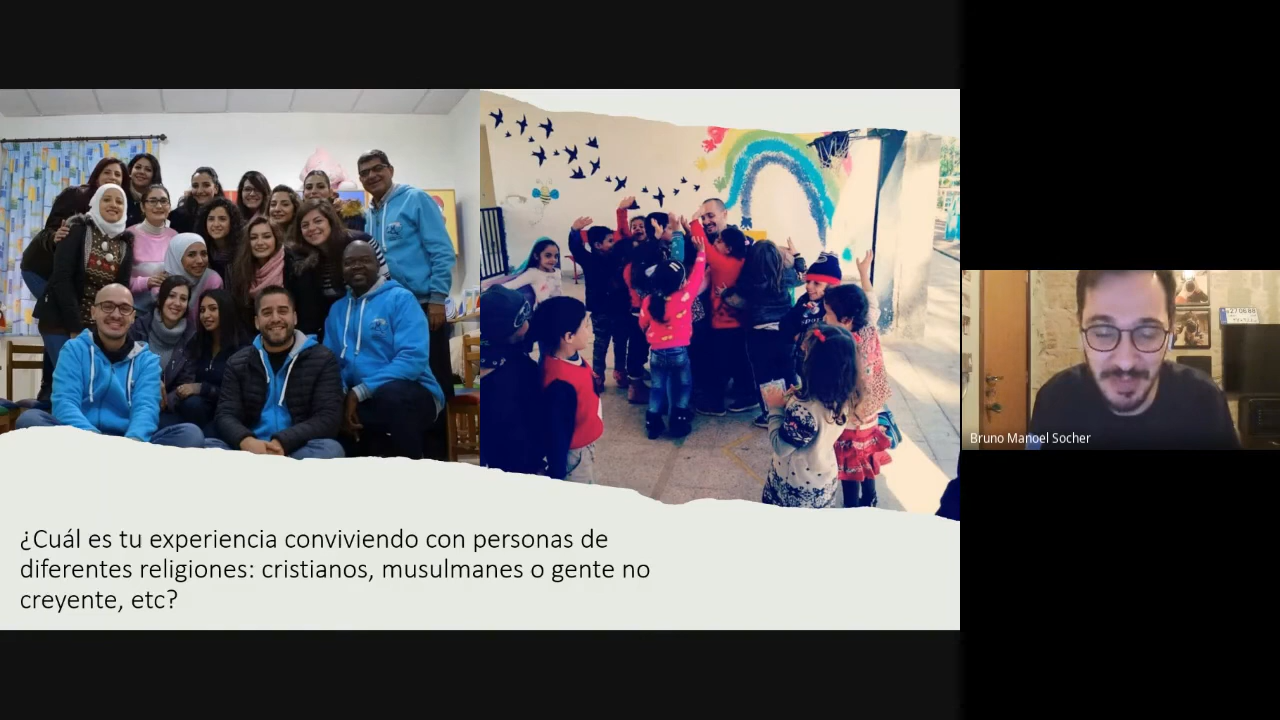 ¿Cuál es tu experiencia conviviendo con personas de
diferentes religiones: cristianos, musulmanes o gente no
creyente, etc?
Bruno Manoel Socher